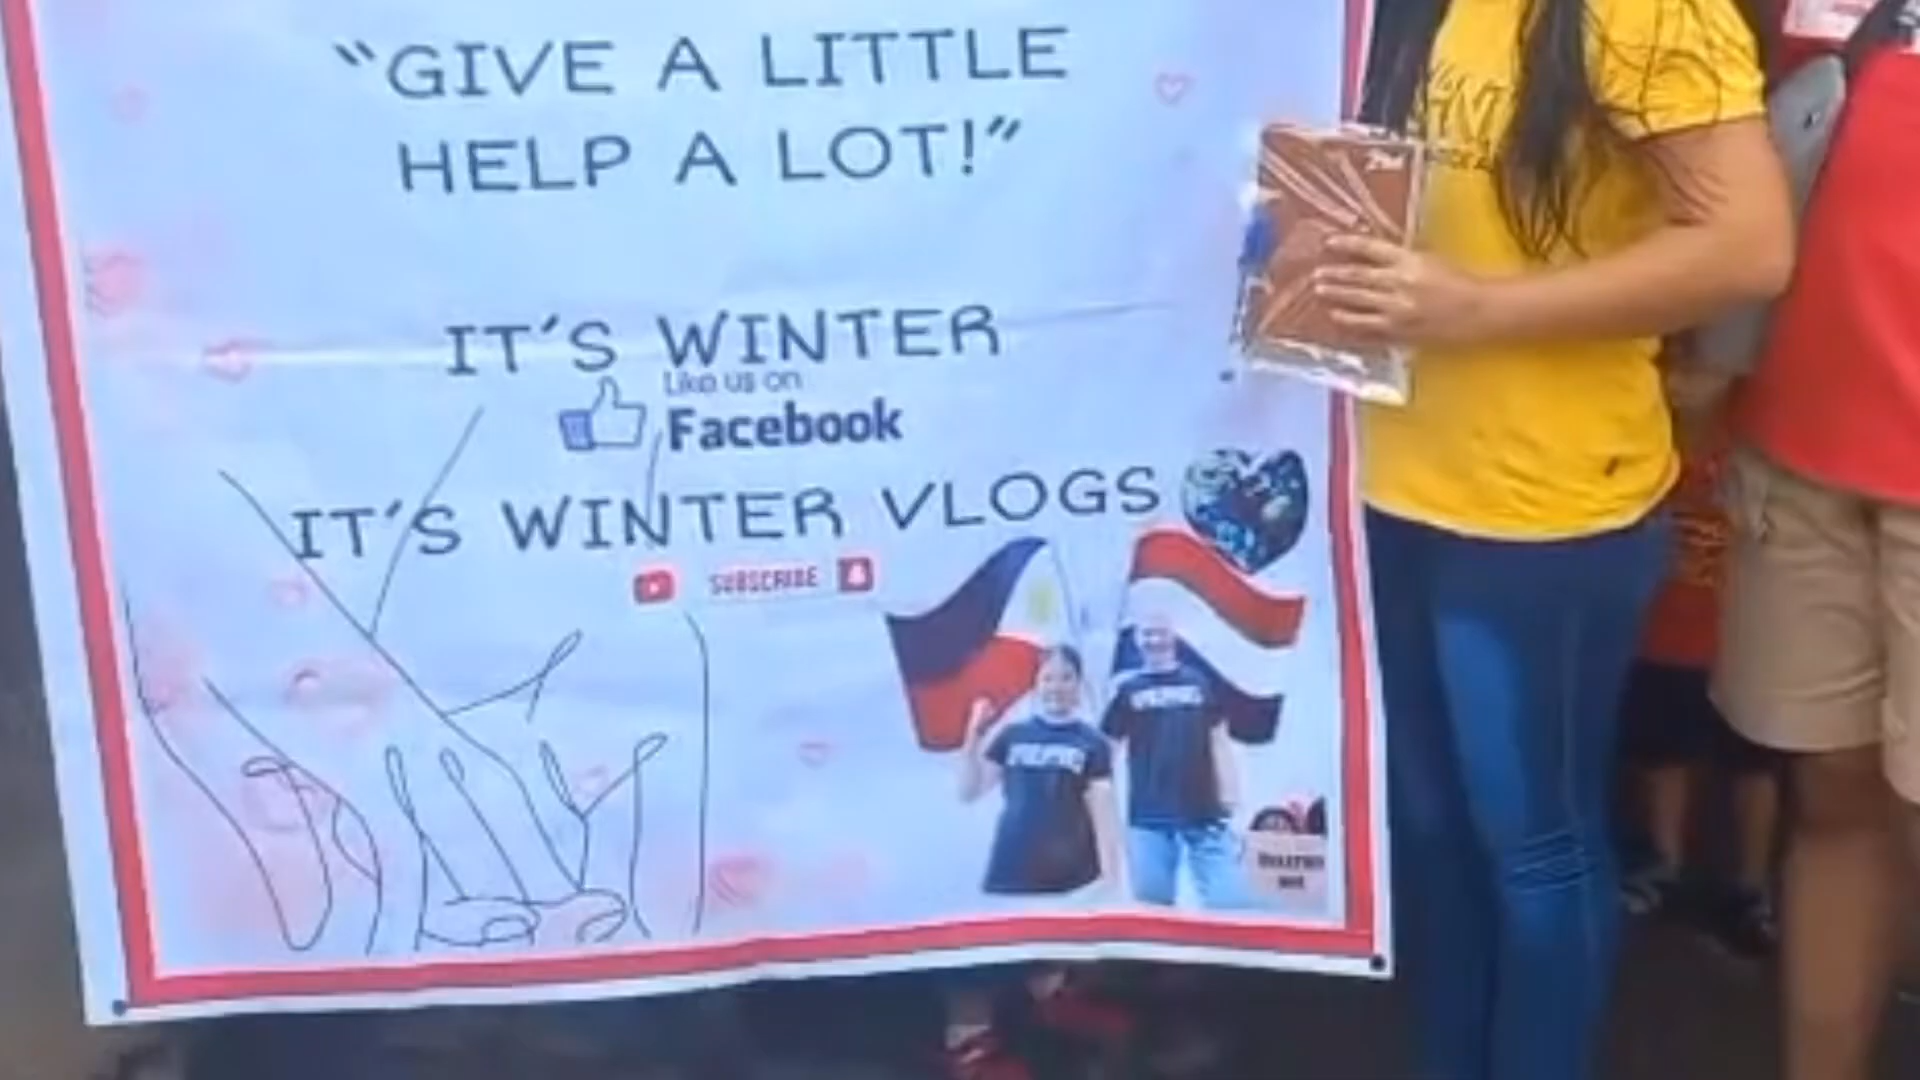 “GIVE A LITTLE
HELP A LOT!”
IT’S WINTER
Like us on
Facebook
IT’S WINTER VLOGS
SUBSCRIBE